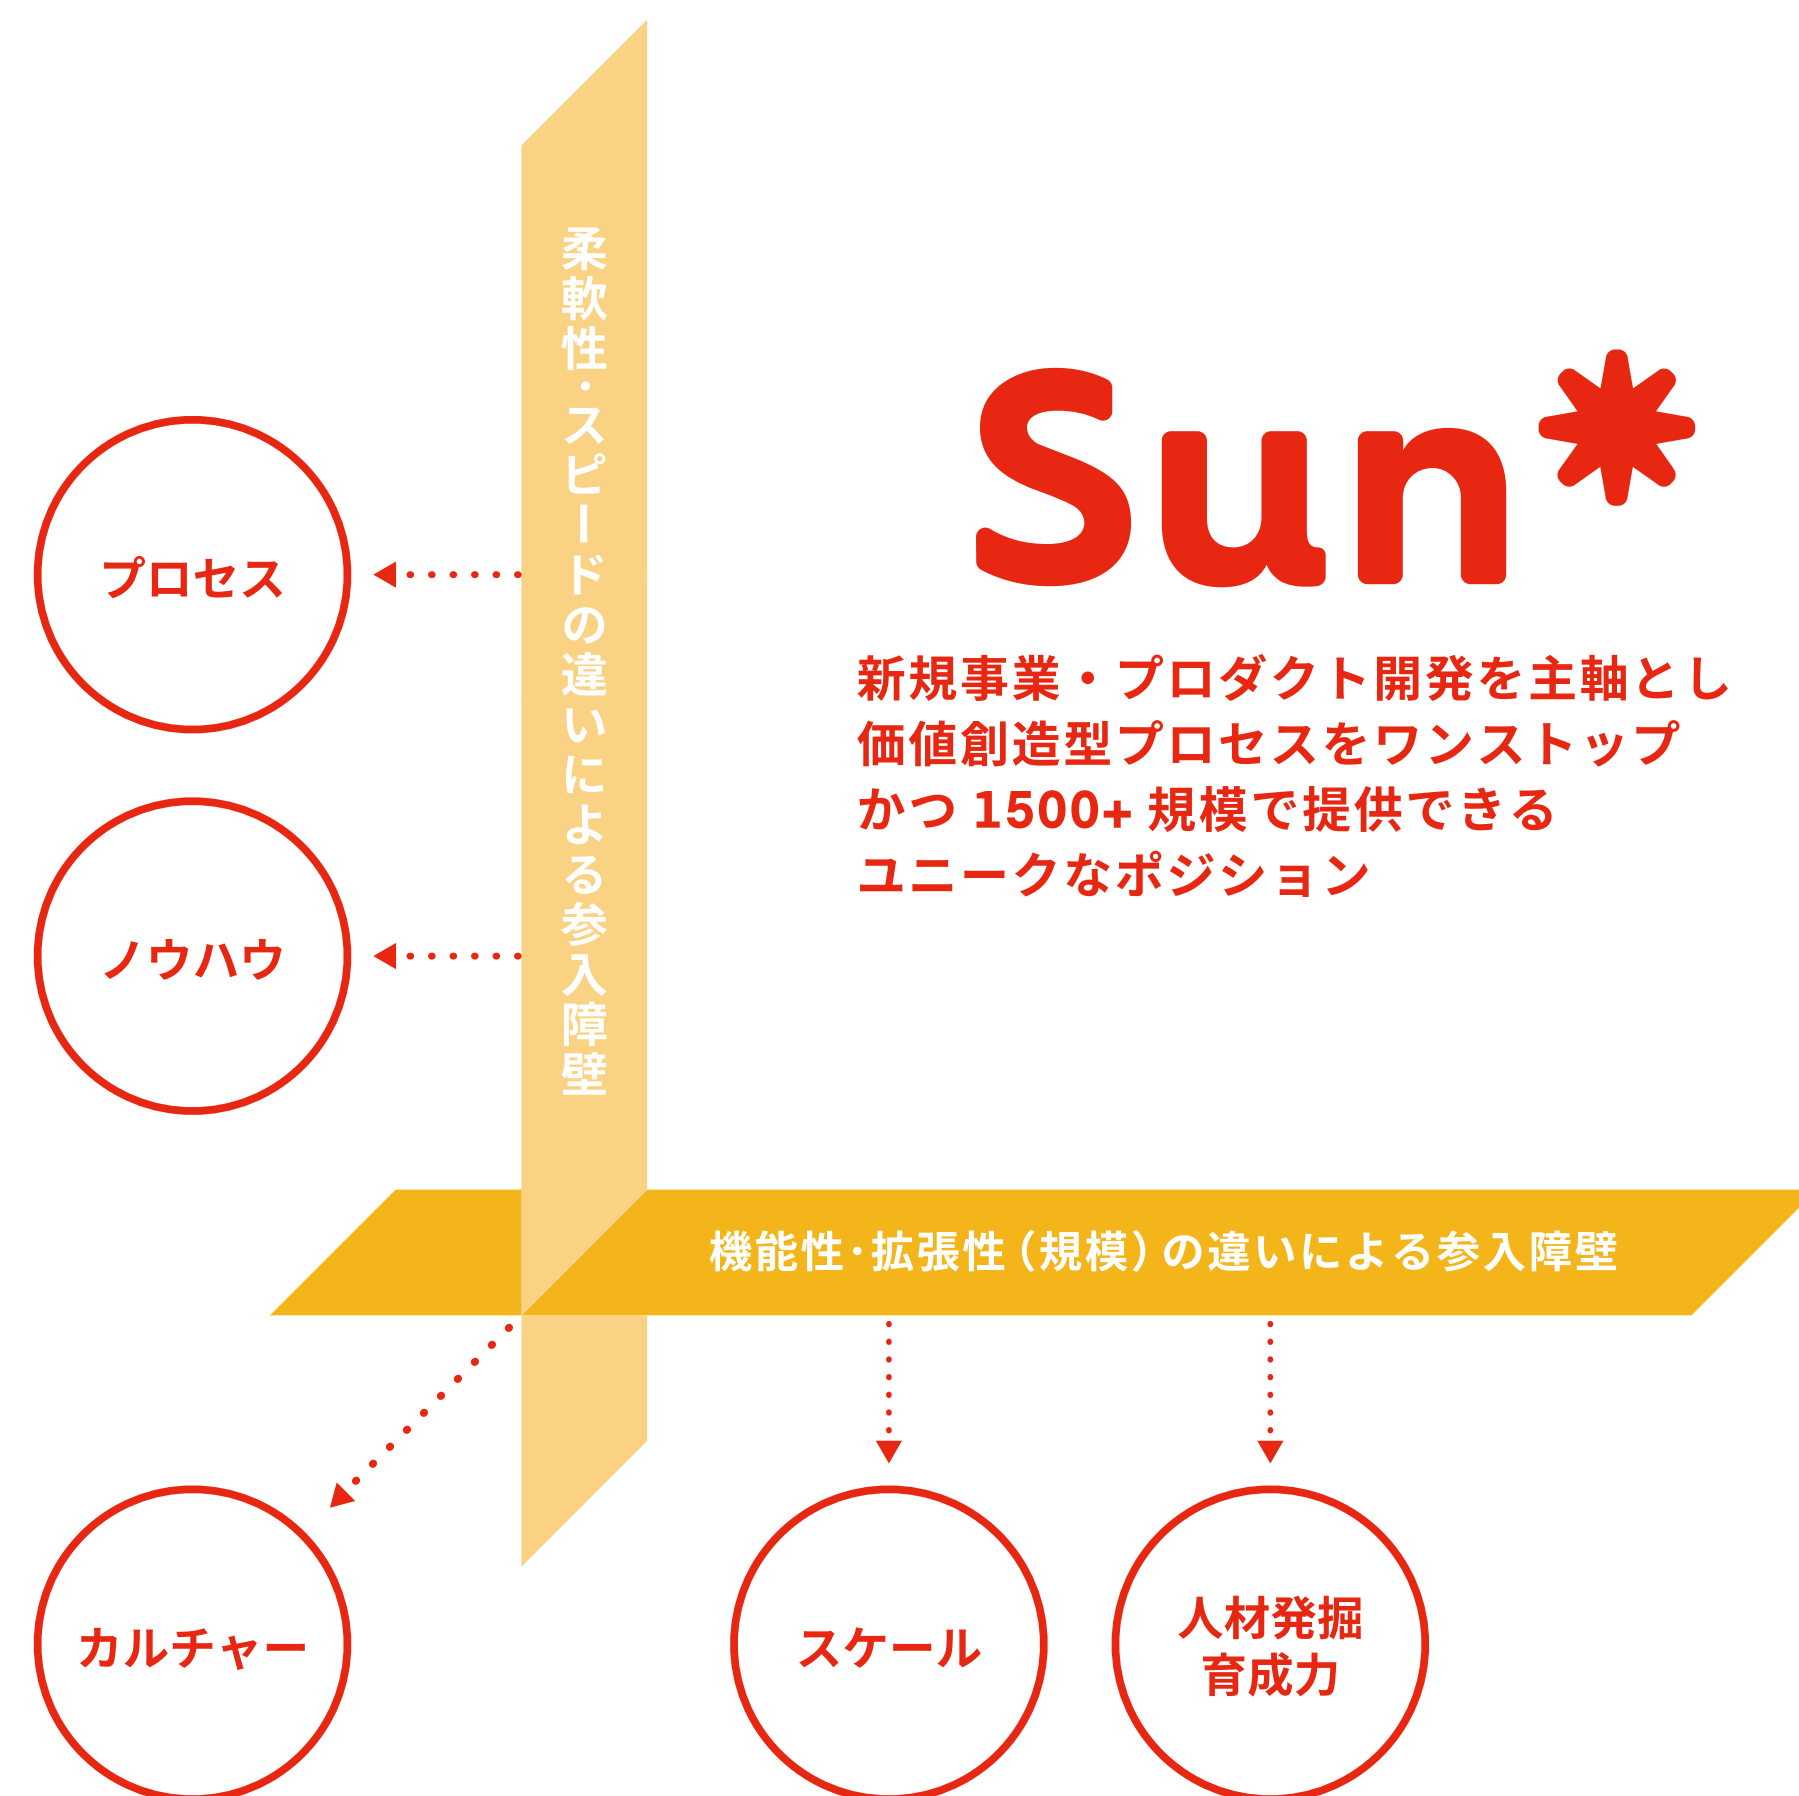 柔軟性·スピードの違いによる参入障壁
Sun*
新規事業・プロダクト開発を主軸とし
価値創造型プロセスをワンストップ
かつ 1500+ 規模で提供できる
ユニークなポジション
プロセス
ノウハウ
機能性·拡張性（規模）の違いによる参入障壁
カルチャー
スケール
人材発掘
育成力